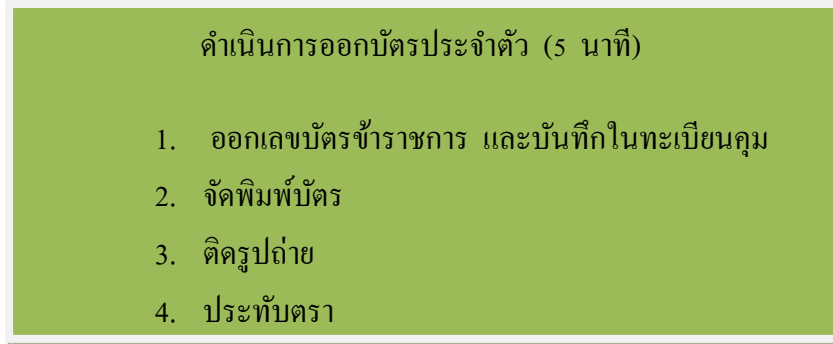 ดำเนินการออกบัตรประจำตัว (5 นาที)
1. ออกเลขบัตรข้าราชการ และบันทึกในทะเบียนคุม
2. จัดพิมพ์บัตร
3. ติดรูปถ่าย
4. ประทับตรา